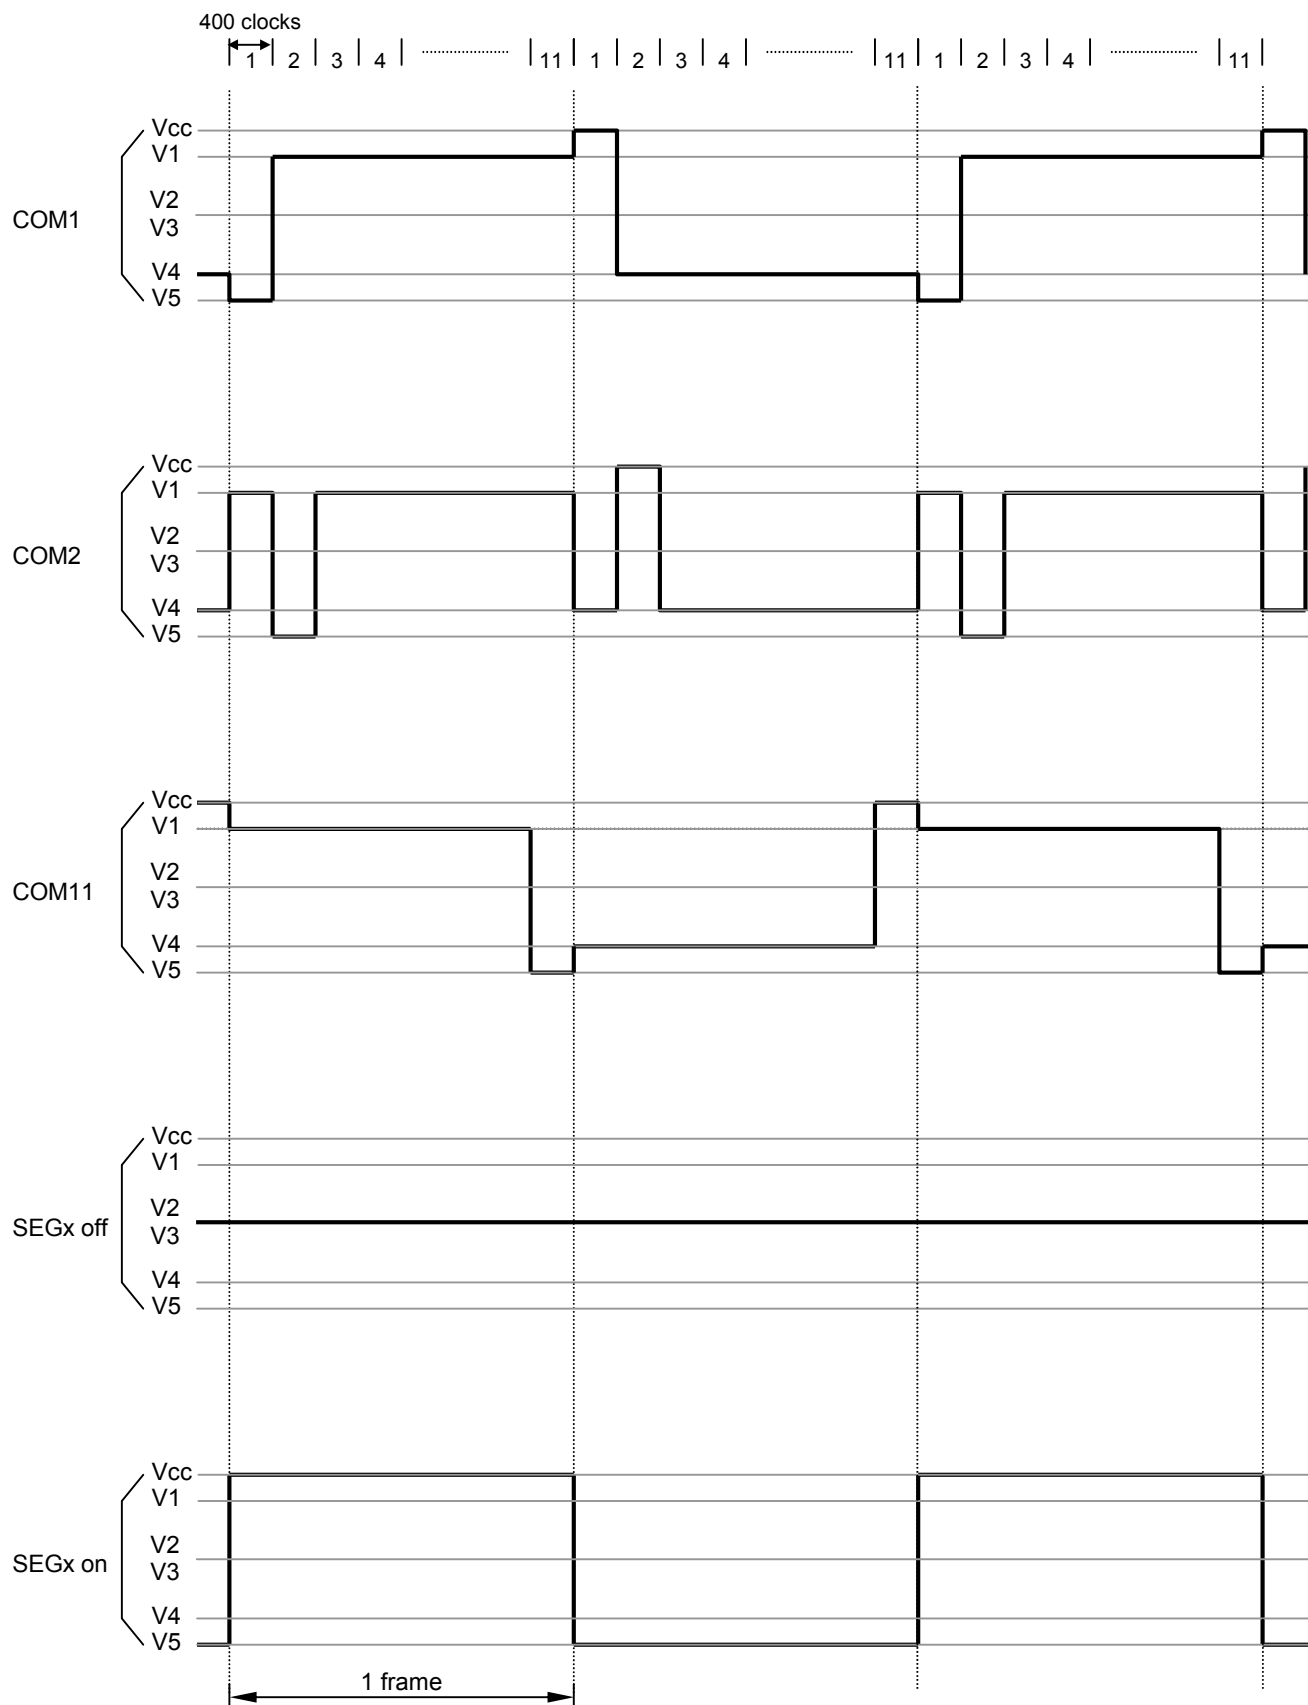 400 clocks
1 2 3 4 ........ 11 1 2 3 4 ........ 11 1 2 3 4 ........ 11
Vcc
V1
V2
COM1
V3
V4
V5
Vcc
V1
V2
COM2
V3
V4
V5
Vcc
V1
V2
COM11
V3
V4
V5
Vcc
V1
V2
SEGx off
V3
V4
V5
Vcc
V1
V2
SEGx on
V3
V4
V5
1 frame